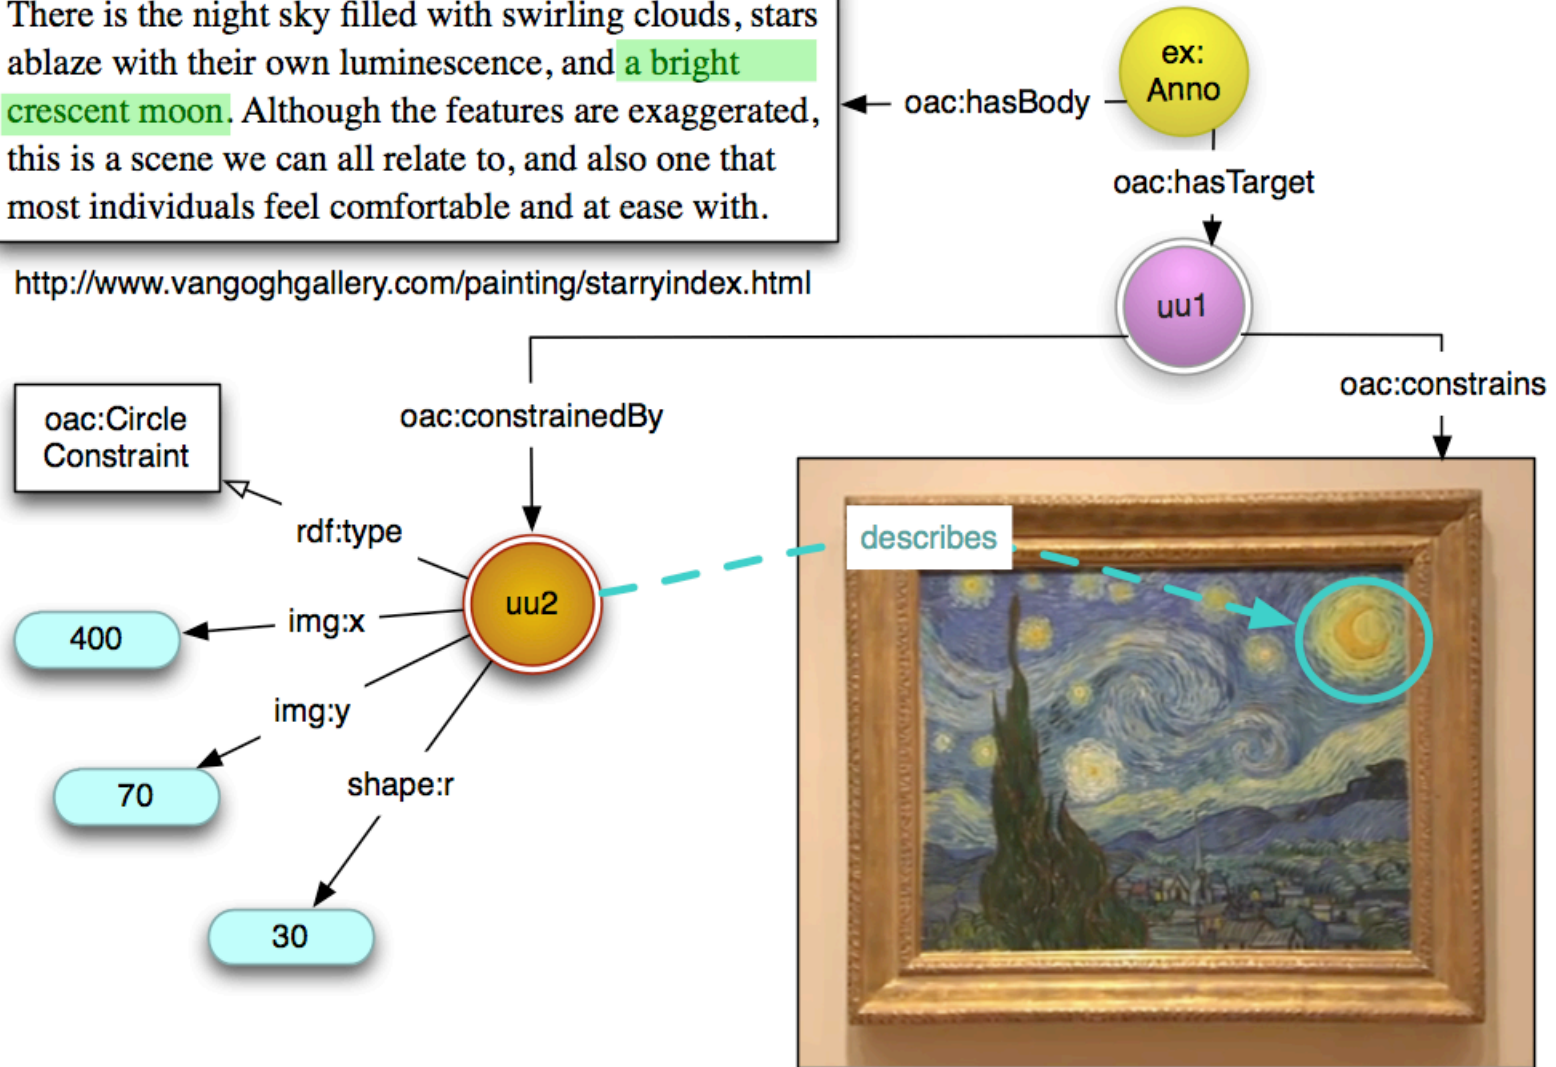 There is the night sky filled with swirling clouds, stars
ablaze with their own luminescence, and a bright
crescent moon. Although the features are exaggerated,
this is a scene we can all relate to, and also one that
most individuals feel comfortable and at ease with.
http://www.vangoghgallery.com/painting/starryindex.html
ex:
Anno
oac:hasBody
oac:hasTarget
uu1
oac:constrainedBy
oac:constrains
oac:Circle
Constraint
rdf:type
uu2
describes
img:x
400
img:y
70
shape:r
30